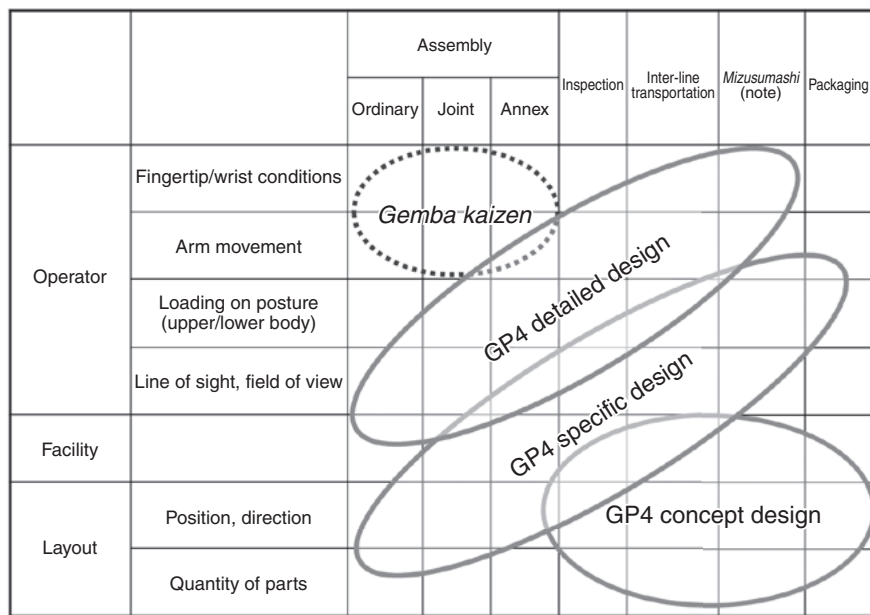 Assembly
Inspection
Inter-line
transportation
Mizusumashi
(note)
Packaging
Ordinary
Joint
Annex
Operator
Fingertip/wrist conditions
Arm movement
Loading on posture
(upper/lower body)
Line of sight, field of view
Facility
Layout
Position, direction
Quantity of parts
Gemba kaizen
GP4 detailed design
GP4 specific design
GP4 concept design